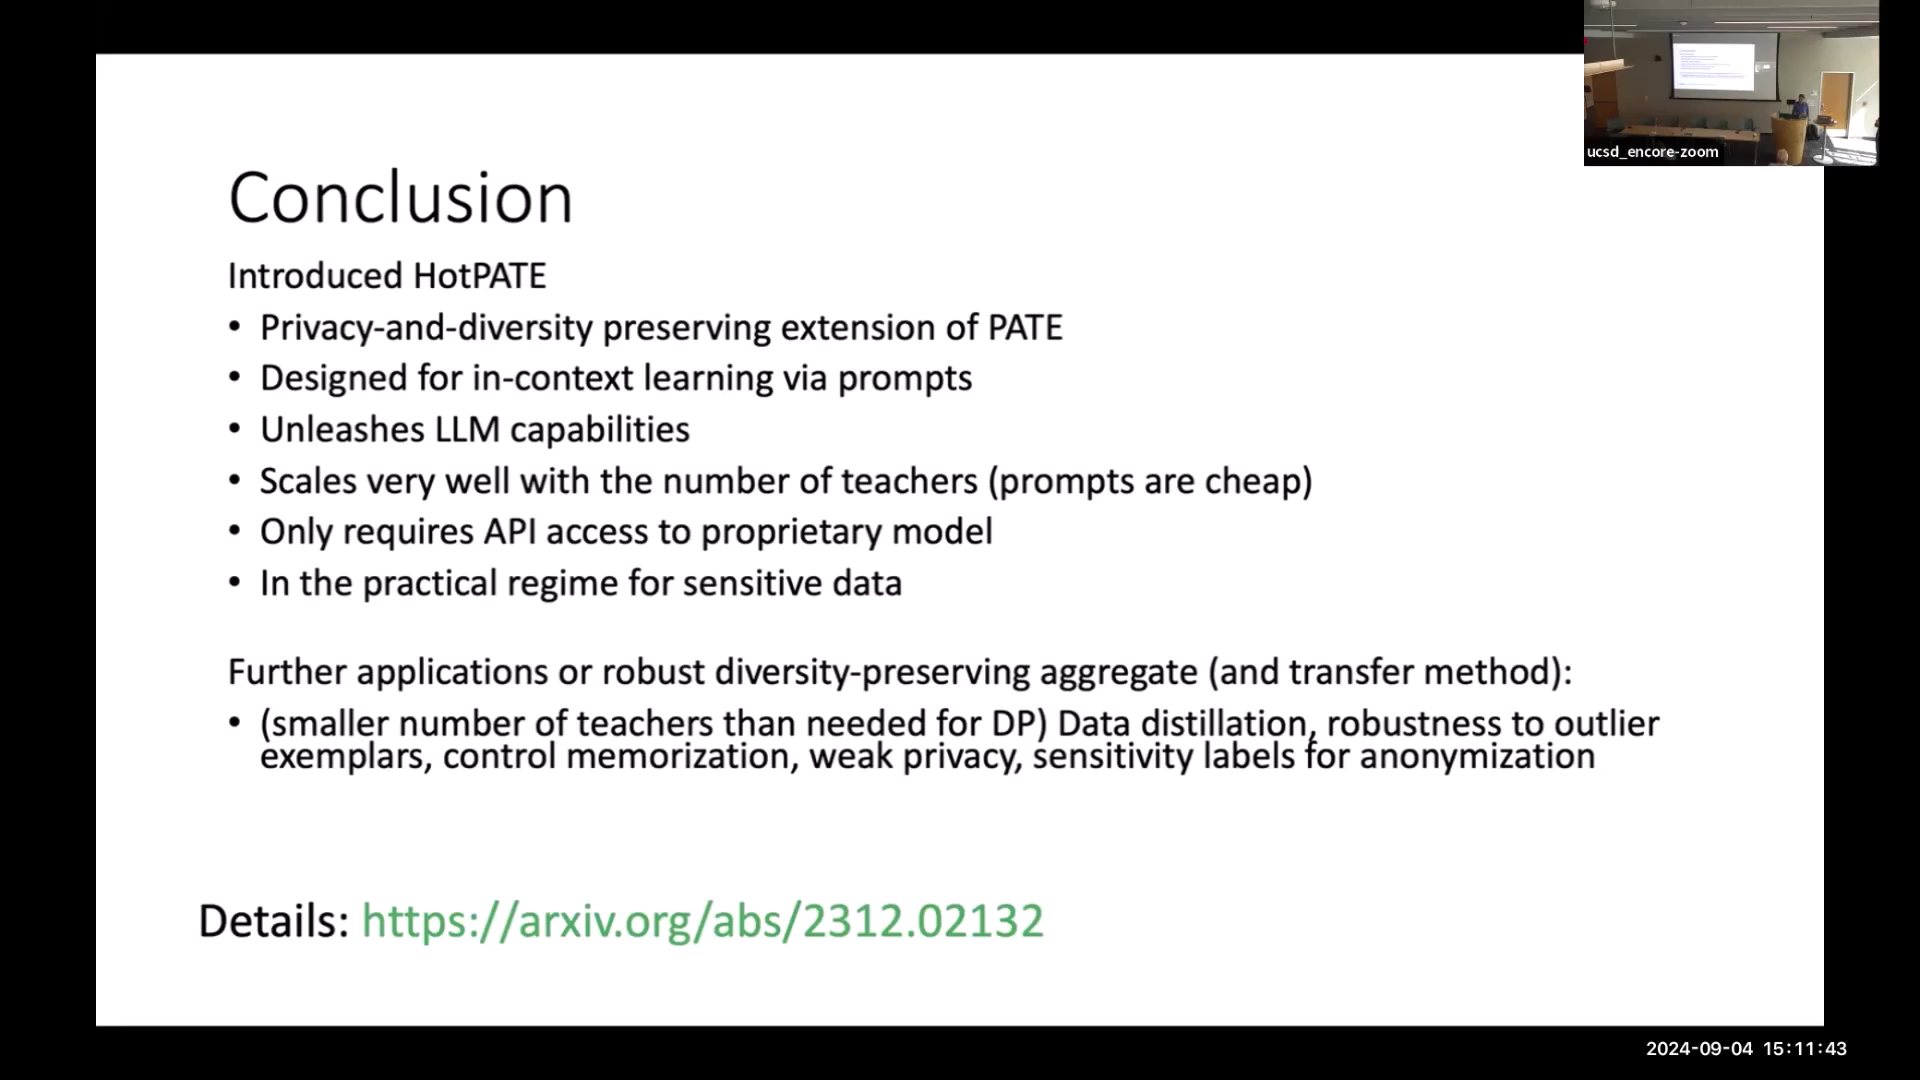 ucsd_encore-zoom
Conclusion
Introduced HotPATE
• Privacy-and-diversity preserving extension of PATE
• Designed for in-context learning via prompts
• Unleashes LLM capabilities
• Scales very well with the number of teachers (prompts are cheap)
• Only requires API access to proprietary model
• In the practical regime for sensitive data
Further applications or robust diversity-preserving aggregate (and transfer method):
• (smaller number of teachers than needed for DP) Data distillation, robustness to outlier
exemplars, control memorization, weak privacy, sensitivity labels for anonymization
Details: https://arxiv.org/abs/2312.02132
2024-09-04 15:11:43